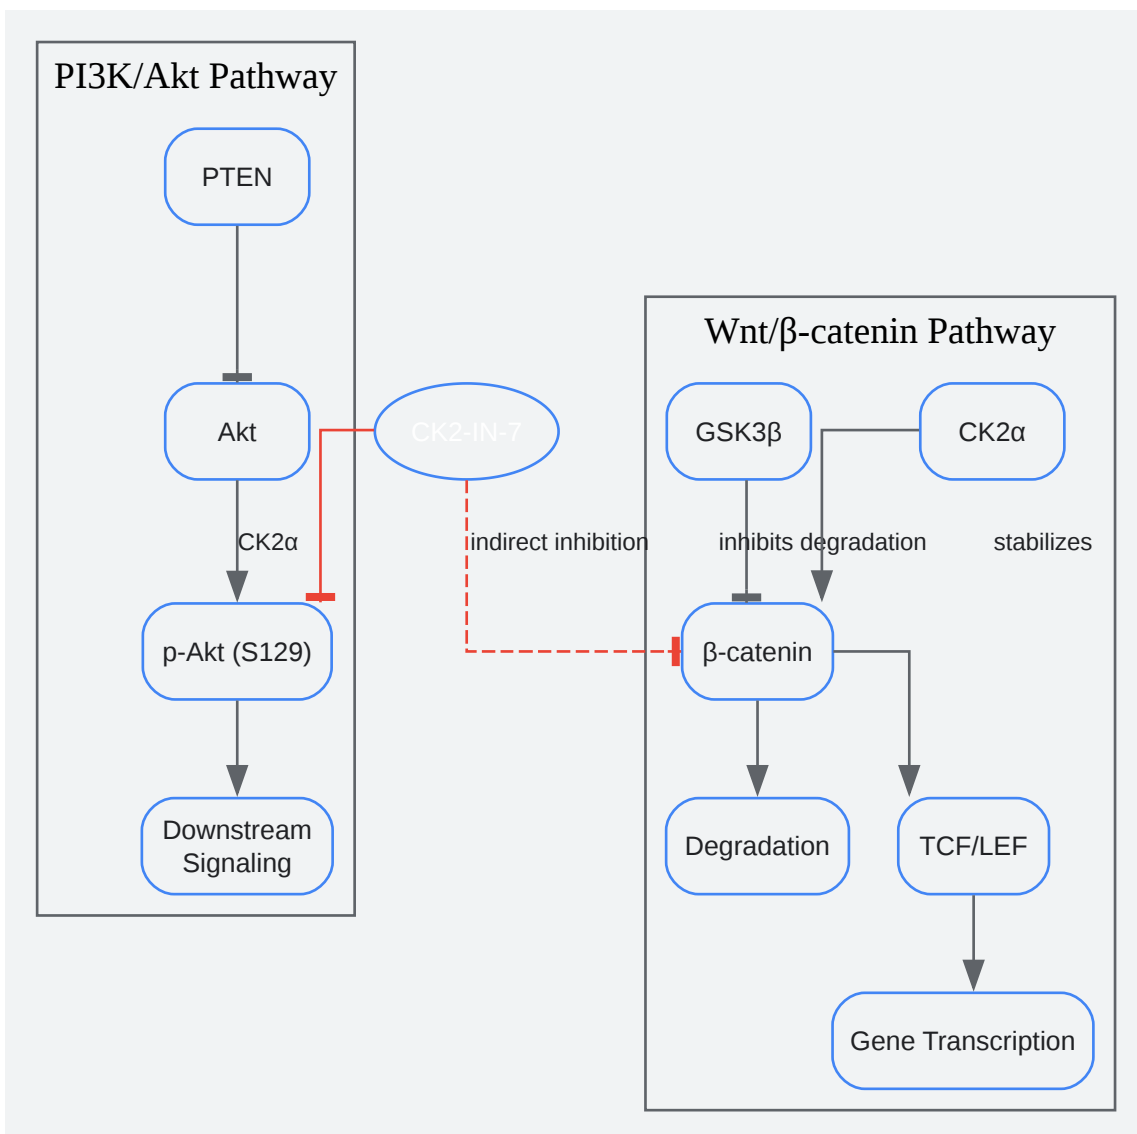 PI3K/Akt Pathway
PTEN
Akt
CK2α
p-Akt (S129)
Downstream
Signaling
CK2-IN-7
indirect inhibition
Wnt/β-catenin Pathway
GSK3β
CK2α
inhibits degradation
stabilizes
β-catenin
Degradation
TCF/LEF
Gene Transcription